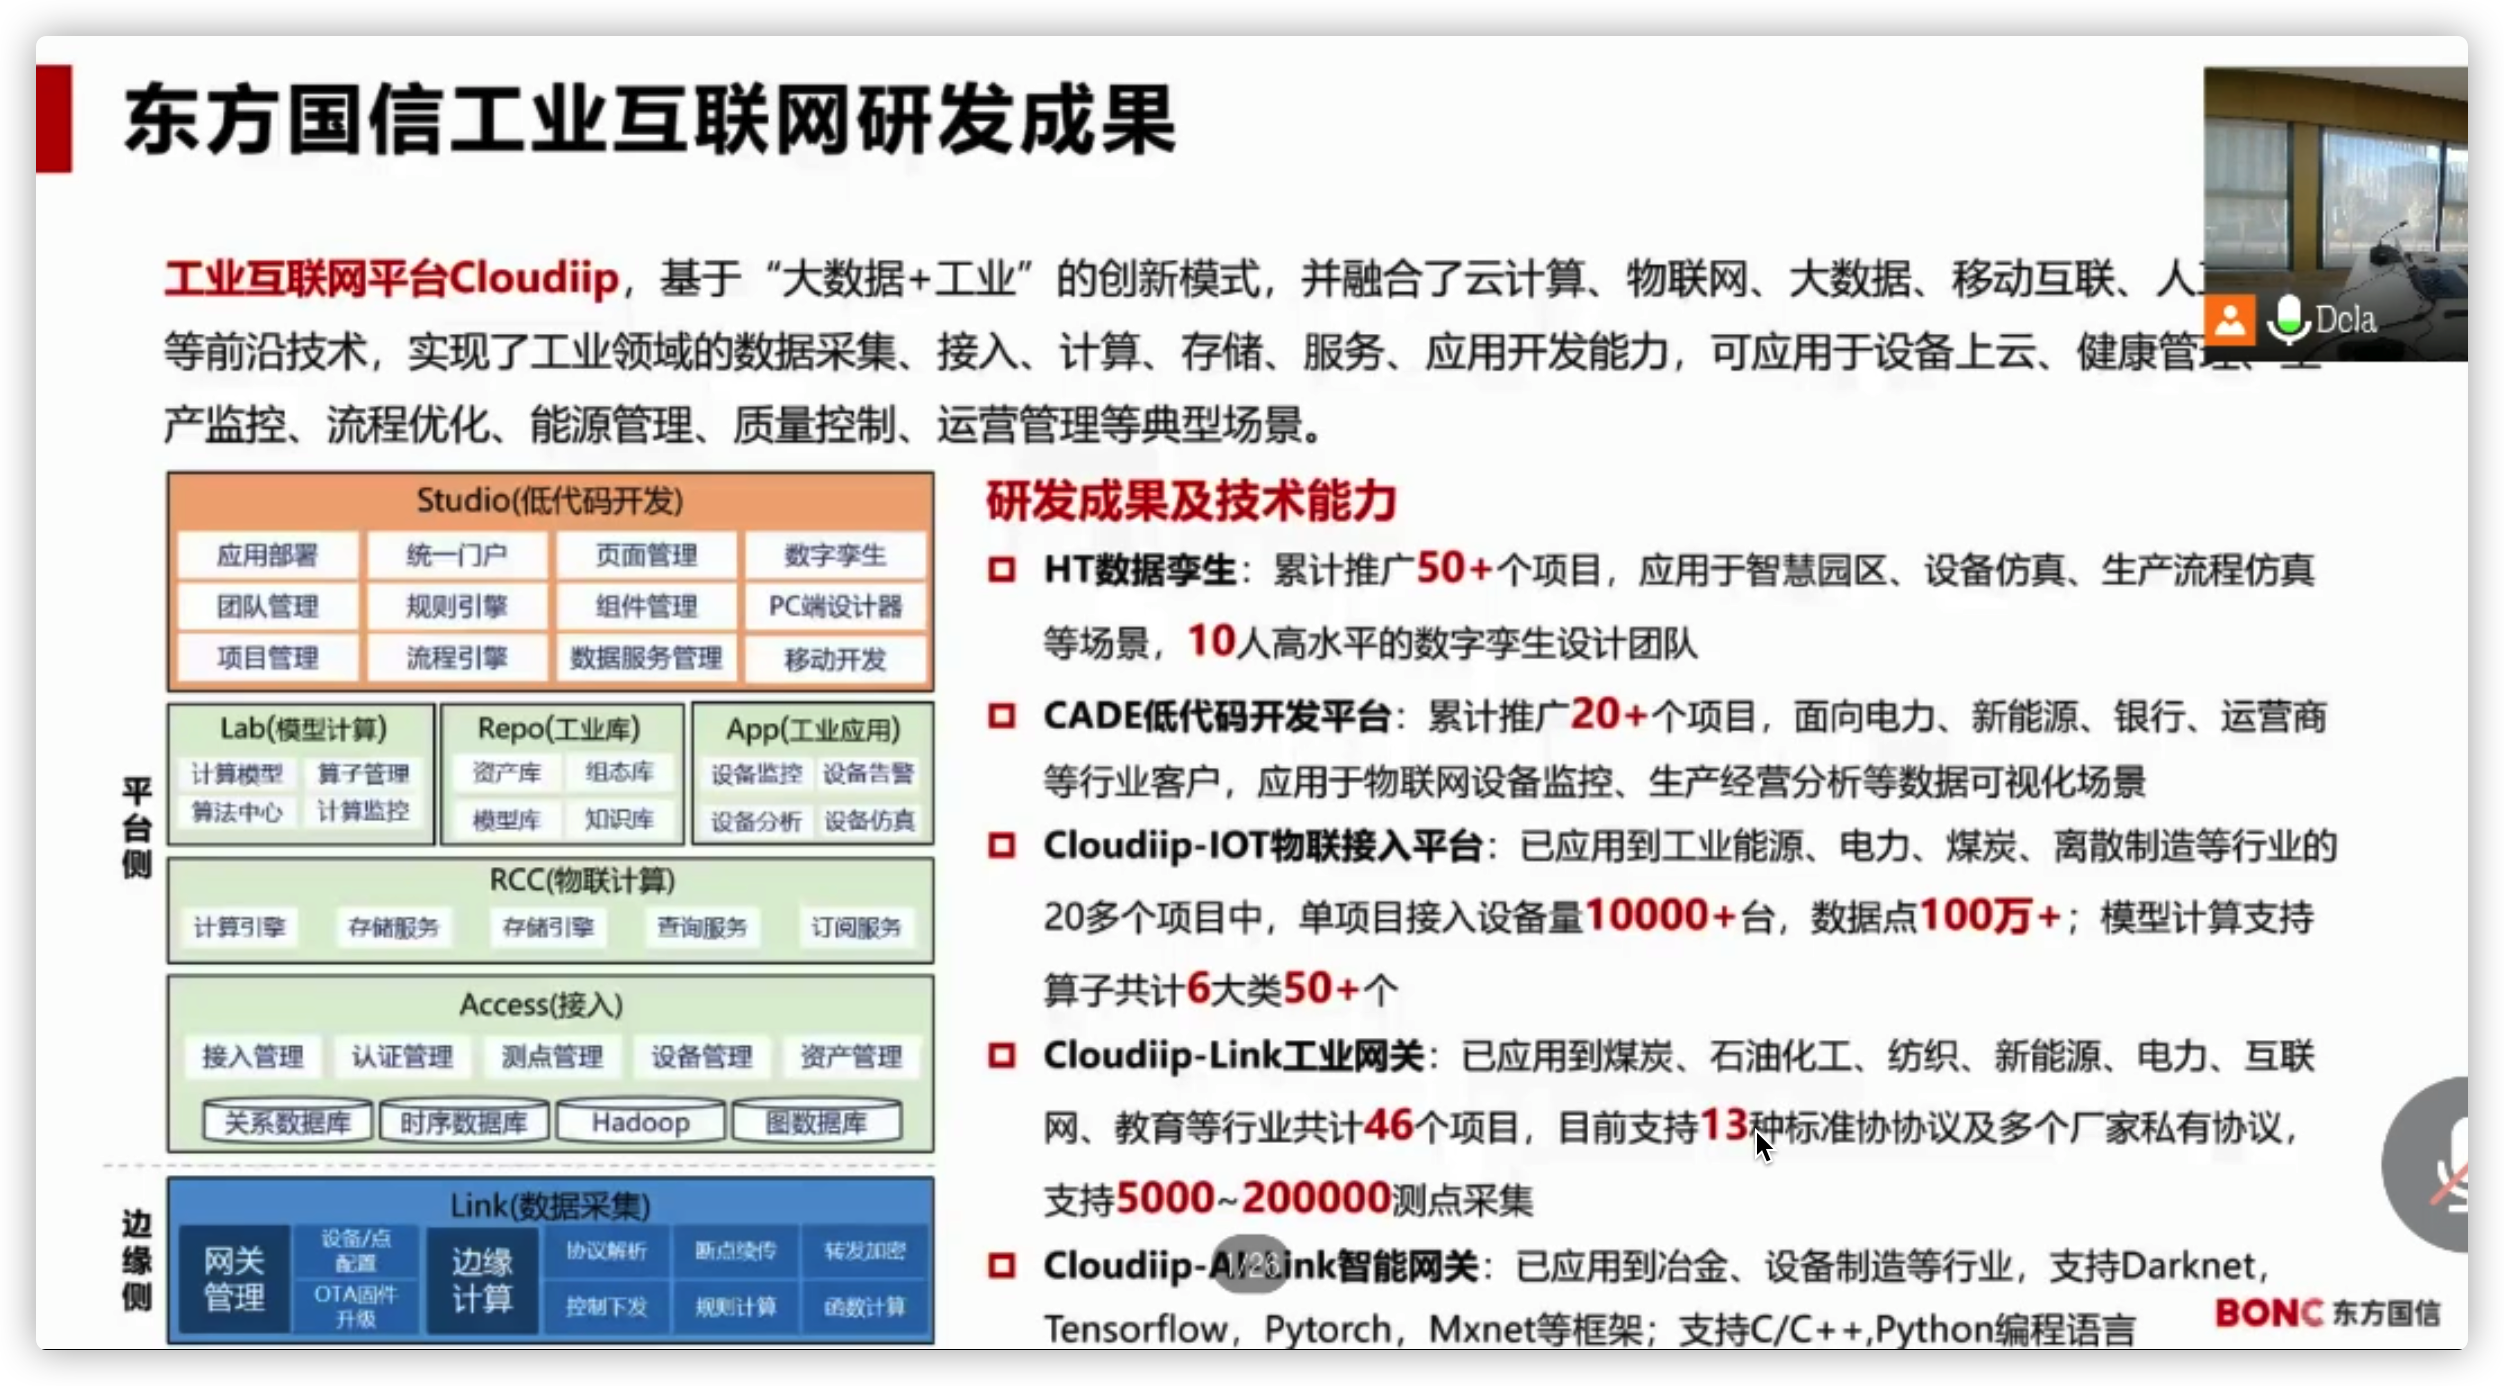 东方国信工业互联网研发成果
Dcla
工业互联网平台Cloudiip，基于“大数据+工业”的创新模式，并融合了云计算、物联网、大数据、移动互联、人
等前沿技术，实现了工业领域的数据采集、接入、计算、存储、服务、应用开发能力，可应用于设备上云、健康管
产监控、流程优化、能源管理、质量控制、运营管理等典型场景。
Studio(低代码开发)
应用部署 统一门户 页面管理 数字孪生
团队管理 规则引擎 组件管理 PC端设计器
项目管理 流程引擎 数据服务管理 移动开发
平台侧
Lab(模型计算) Repo(工业库) App(工业应用)
计算模型 算子管理 资产库 组态库 设备监控 设备告警
算法中心 计算监控 模型库 知识库 设备分析 设备仿真
RCC(物联计算)
计算引擎 存储服务 存储引擎 查询服务 订阅服务
Access(接入)
接入管理 认证管理 测点管理 设备管理 资产管理
关系数据库 时序数据库 Hadoop 图数据库
边缘侧
Link(数据采集)
网关管理 设备/点配置 边缘计算 协议解析 断点续传 转发加密
OTA固件升级 控制下发 规则计算 函数计算
研发成果及技术能力
HT数据孪生：累计推广50+个项目，应用于智慧园区、设备仿真、生产流程仿真
等场景，10人高水平的数字孪生设计团队
CADE低代码开发平台：累计推广20+个项目，面向电力、新能源、银行、运营商
等行业客户，应用于物联网设备监控、生产经营分析等数据可视化场景
Cloudiip-IOT物联接入平台：已应用到工业能源、电力、煤炭、离散制造等行业的
20多个项目中，单项目接入设备量10000+台，数据点100万+；模型计算支持
算子共计6大类50+个
Cloudiip-Link工业网关：已应用到煤炭、石油化工、纺织、新能源、电力、互联
网、教育等行业共计46个项目，目前支持13种标准协协议及多个厂家私有协议，
支持5000~200000测点采集
Cloudiip-AI-Link智能网关：已应用到冶金、设备制造等行业，支持Darknet，
Tensorflow，Pytorch，Mxnet等框架；支持C/C++,Python编程语言
BONC 东方国信